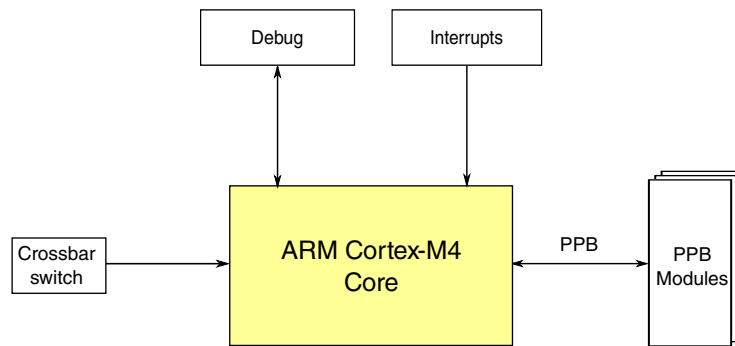 Debug
Interrupts
ARM Cortex-M4
Core
Crossbar
switch
PPB
PPB
Modules